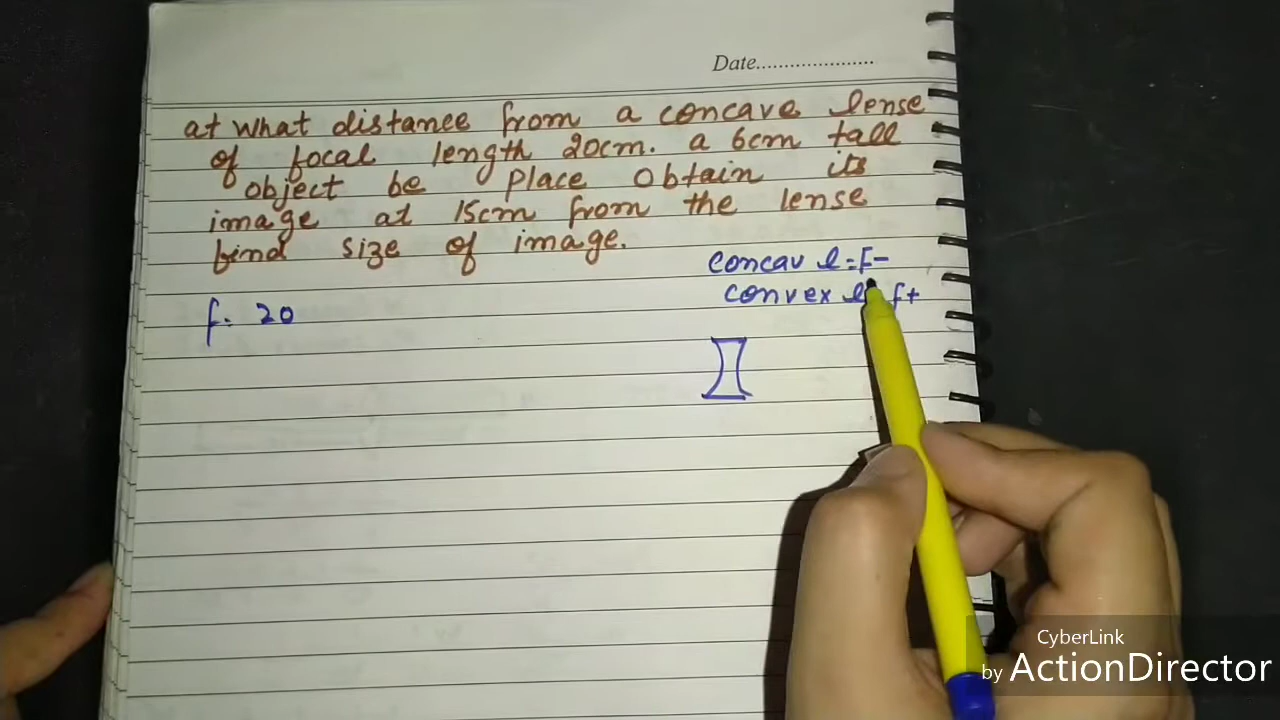 Date.....................
at what distance from a concave lense
of focal length 20cm. a 6cm tall
object be place obtain its
image at 15cm from the lense
find size of image.
concav l = f-
convex l f+
f = 20
CyberLink
by ActionDirector